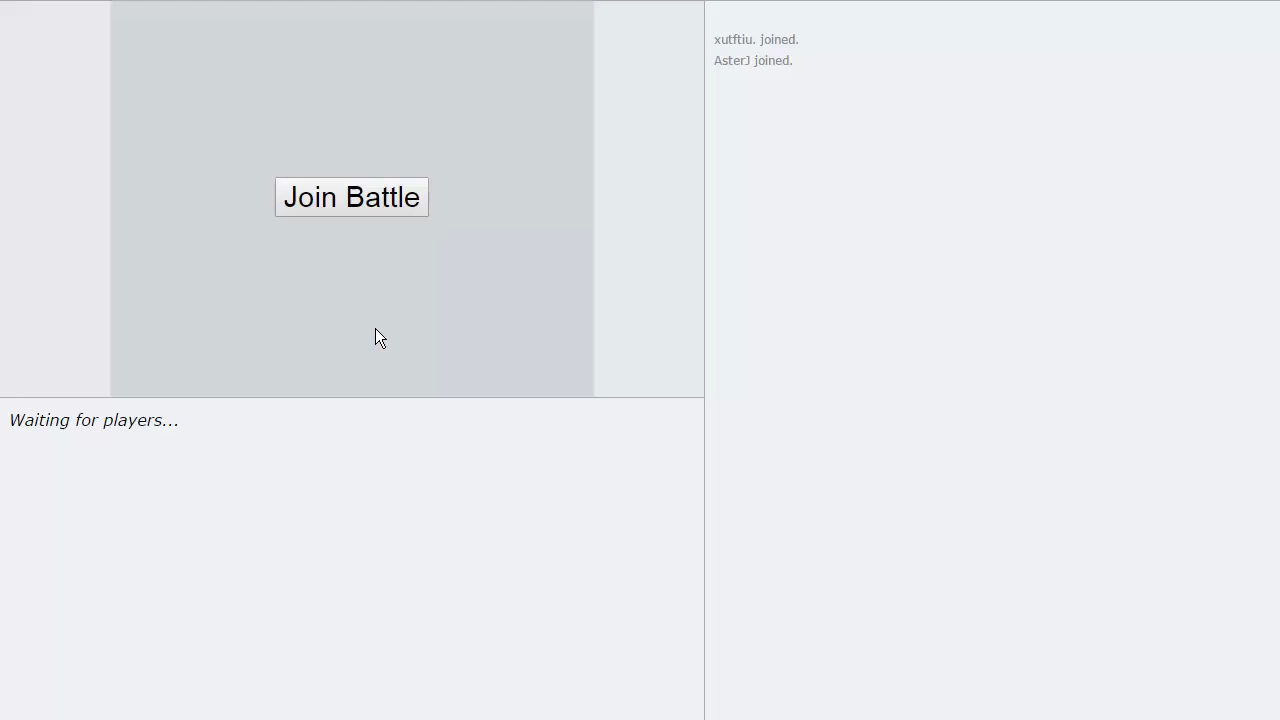 xutftiu. joined.
AsterJ joined.
Join Battle
Waiting for players...